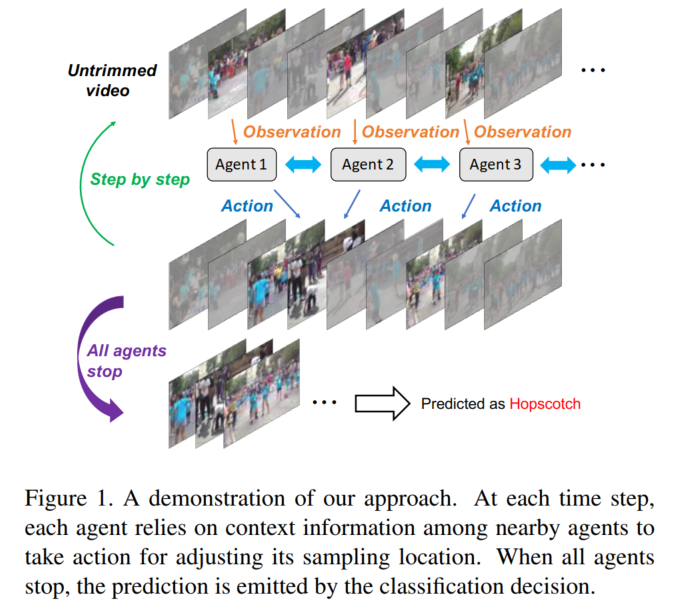 Untrimmed
video
...
Observation Observation Observation
Agent 1 Agent 2 Agent 3 ...
Step by step
Action Action Action
All agents
stop
...
Predicted as Hopscotch
Figure 1. A demonstration of our approach. At each time step,
each agent relies on context information among nearby agents to
take action for adjusting its sampling location. When all agents
stop, the prediction is emitted by the classification decision.